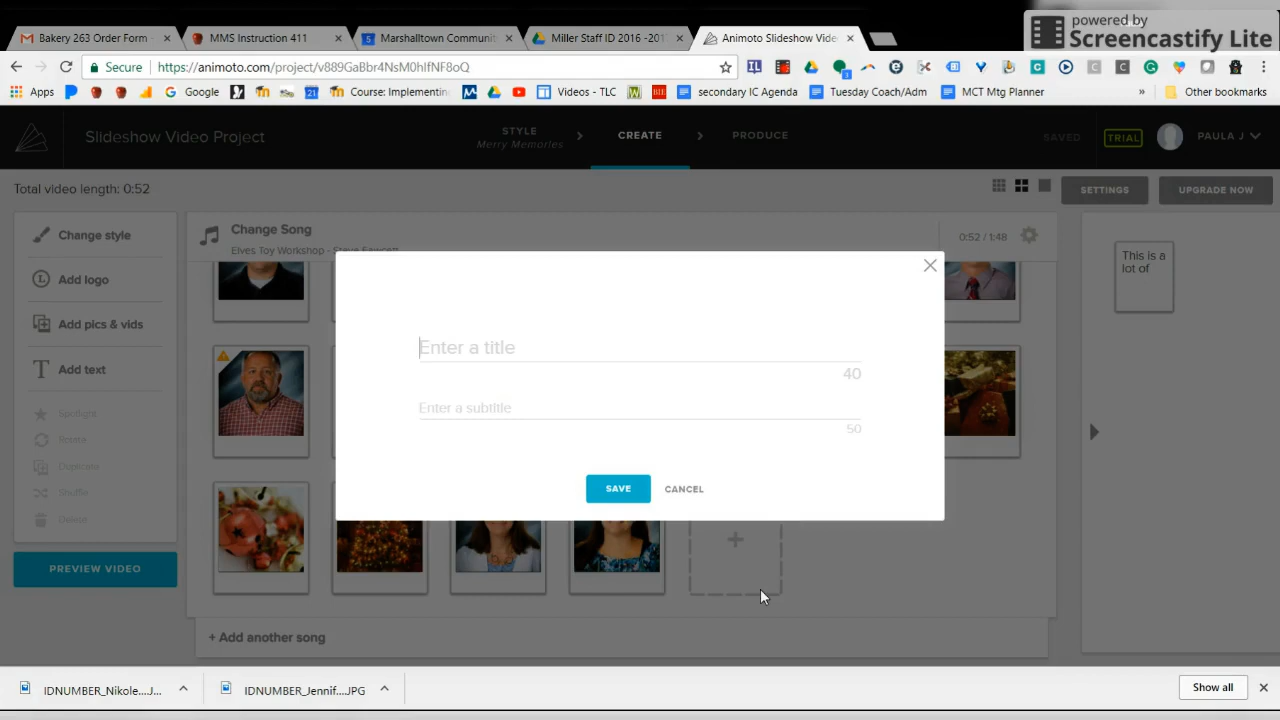 powered by
Screencastify Lite
Bakery 263 Order Form -
MMS Instruction 411
Marshalltown Communit
Miller Staff ID 2016 - 201
Animoto Slideshow Vide
Secure
https://animoto.com/project/v889GaBbr4NsM0hlfNF8oQ
Apps
Google
21
Course: Implementin
Videos - TLC
secondary IC Agenda
Tuesday Coach/Adm
MCT Mtg Planner
»
Other bookmarks
Slideshow Video Project
STYLE
Merry Memories
CREATE
PRODUCE
SAVED
TRIAL
PAULA J
Total video length: 0:52
SETTINGS
UPGRADE NOW
Change style
Add logo
Add pics & vids
Add text
Spotlight
Rotate
Duplicate
Shuffle
Delete
PREVIEW VIDEO
Change Song
Elves Toy Workshop - Steve Fawcett
0:52 / 1:48
This is a
lot of
Enter a title
40
Enter a subtitle
50
SAVE
CANCEL
+ Add another song
IDNUMBER_Nikole....J...
IDNUMBER_Jennif....JPG
Show all